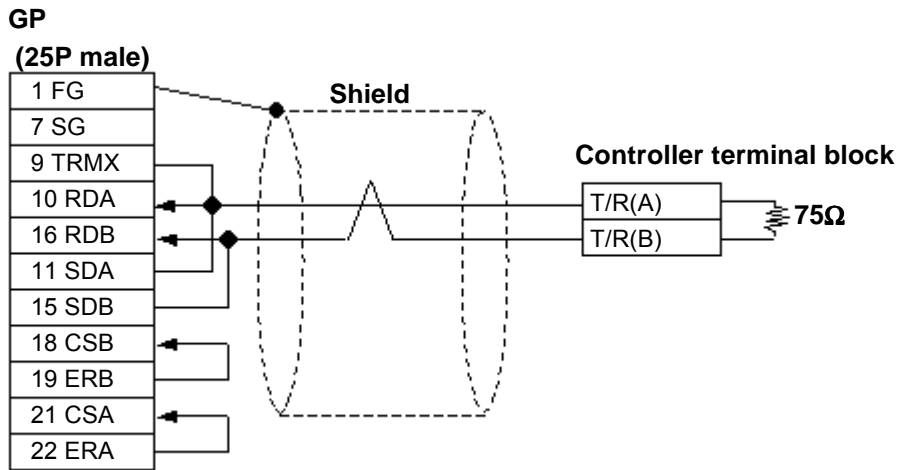 GP
(25P male)
1 FG
7 SG
9 TRMX
10 RDA
16 RDB
11 SDA
15 SDB
18 CSB
19 ERB
21 CSA
22 ERA
Shield
Controller terminal block
T/R(A)
T/R(B)
75Ω